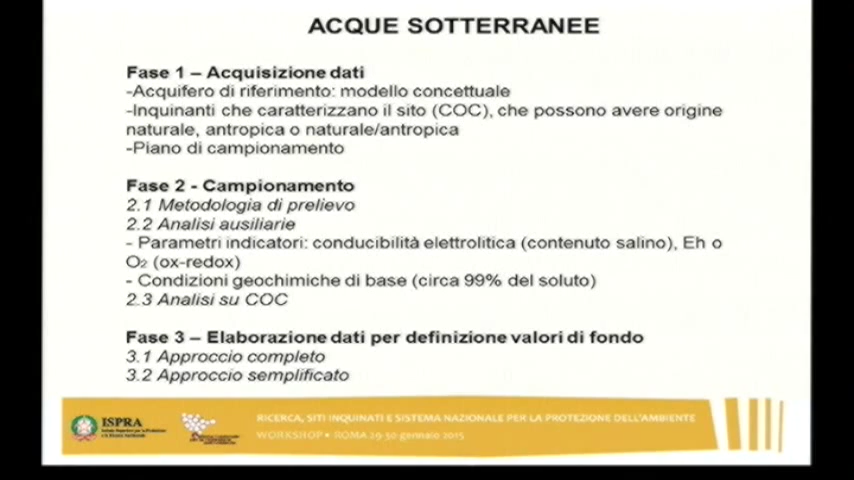 ACQUE SOTTERRANEE
Fase 1 – Acquisizione dati
-Acquifero di riferimento: modello concettuale
-Inquinanti che caratterizzano il sito (COC), che possono avere origine
naturale, antropica o naturale/antropica
-Piano di campionamento
Fase 2 - Campionamento
2.1 Metodologia di prelievo
2.2 Analisi ausiliarie
- Parametri indicatori: conducibilità elettrolitica (contenuto salino), Eh o
O2 (ox-redox)
- Condizioni geochimiche di base (circa 99% del soluto)
2.3 Analisi su COC
Fase 3 – Elaborazione dati per definizione valori di fondo
3.1 Approccio completo
3.2 Approccio semplificato
ISPRA
RICERCA, SITI INQUINATI E SISTEMA NAZIONALE PER LA PROTEZIONE DELL'AMBIENTE
WORKSHOP • ROMA 29-30 gennaio 2015